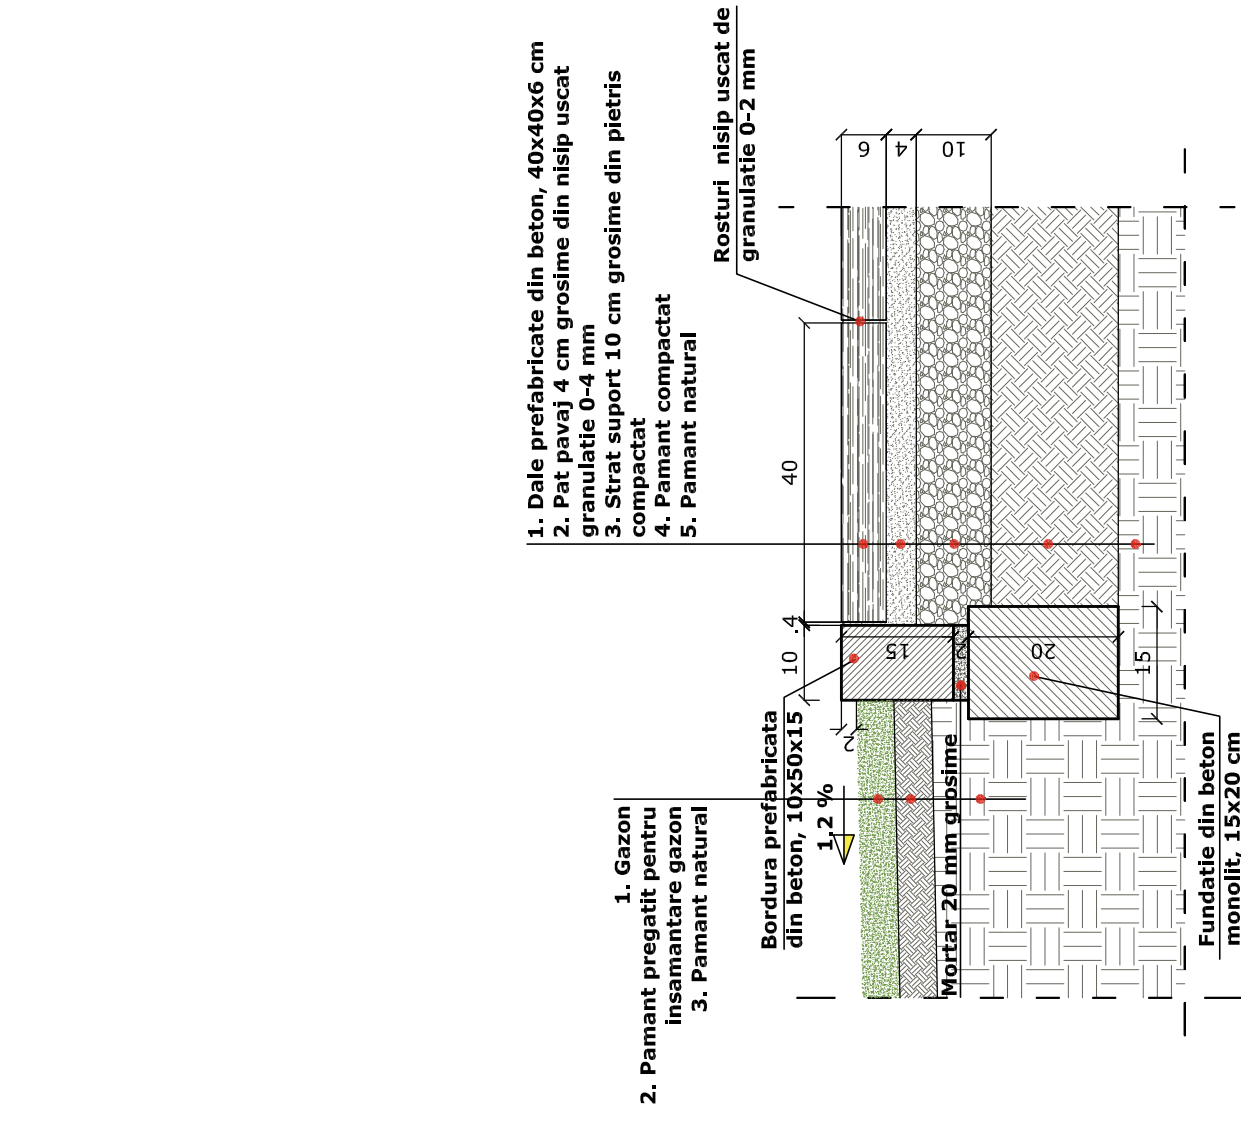 1. Dale prefabricate din beton, 40x40x6 cm
2. Pat pavaj 4 cm grosime din nisip uscat
granulatie 0-4 mm
3. Strat suport 10 cm grosime din pietris
compactat
4. Pamant compactat
5. Pamant natural
Rosturi nisip uscat de
granulatie 0-2 mm
6
4
10
40
.4
10
15
2
20
15
2
1. Gazon
2. Pamant pregatit pentru
insamantare gazon
3. Pamant natural
Bordura prefabricata
din beton, 10x50x15
1.2 %
Mortar 20 mm grosime
Fundatie din beton
monolit, 15x20 cm